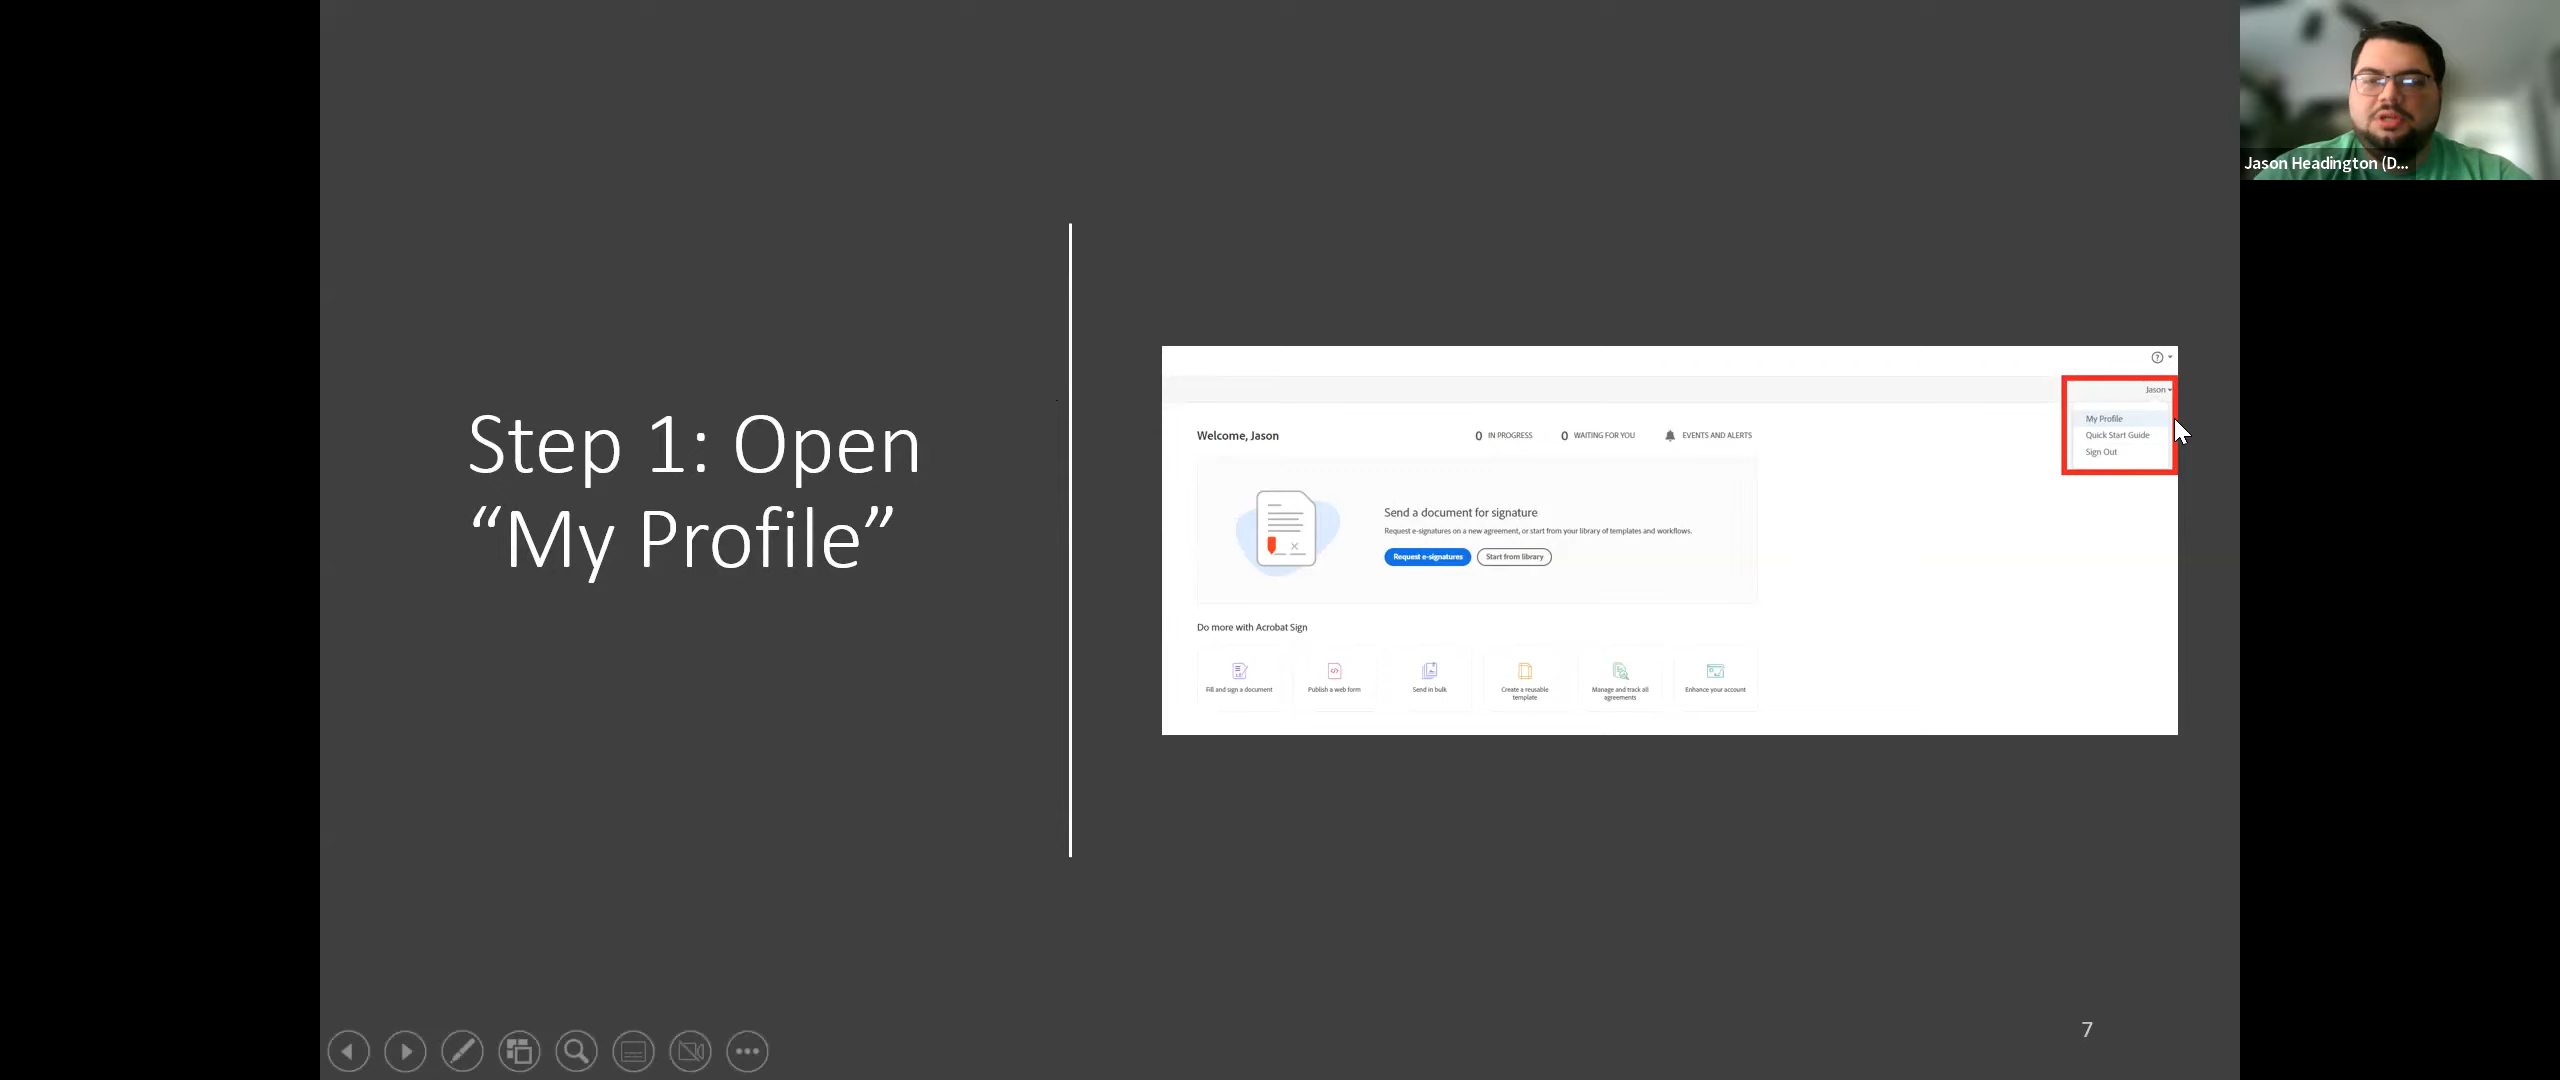 Jason Headington (D...
Step 1: Open
“My Profile”
Jason
My Profile
Quick Start Guide
Sign Out
Welcome, Jason
0 IN PROGRESS
0 WAITING FOR YOU
EVENTS AND ALERTS
Send a document for signature
Request e-signatures on a new agreement, or start from your library of templates and workflows.
Request e-signatures
Start from library
Do more with Acrobat Sign
Fill and sign a document
Publish a web form
Send in bulk
Create a reusable
template
Manage and track all
agreements
Enhance your account
7